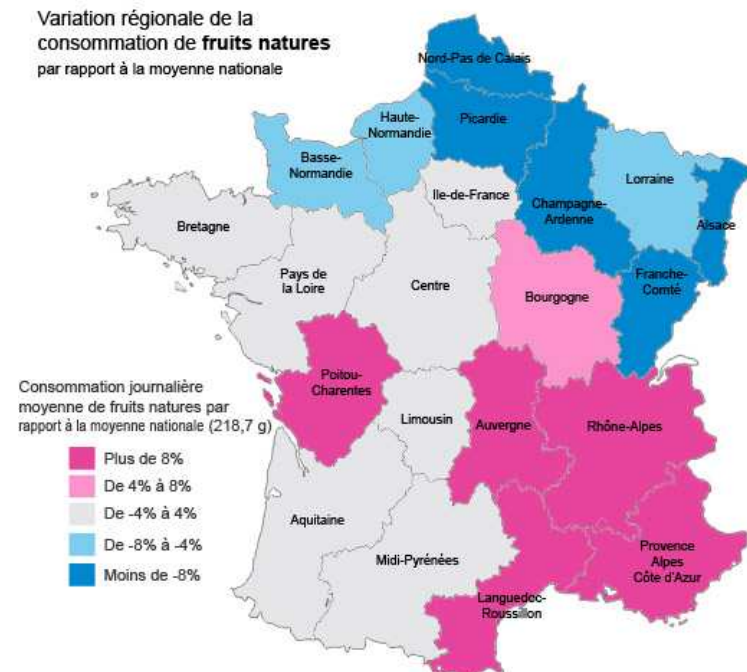 Variation régionale de la
consommation de fruits natures
par rapport à la moyenne nationale
Nord-Pas de Calais
Haute-
Normandie
Picardie
Basse-
Normandie
Lorraine
Ile-de-France
Champagne-
Ardenne
Alsace
Bretagne
Pays de
la Loire
Centre
Bourgogne
Franche-
Comté
Poitou-
Charentes
Consommation journalière
moyenne de fruits natures par
rapport à la moyenne nationale (218,7 g)
Plus de 8%
De 4% à 8%
De -4% à 4%
De -8% à -4%
Moins de -8%
Limousin
Auvergne
Rhône-Alpes
Aquitaine
Midi-Pyrénées
Provence
Alpes
Côte d'Azur
Languedoc-
Roussillon